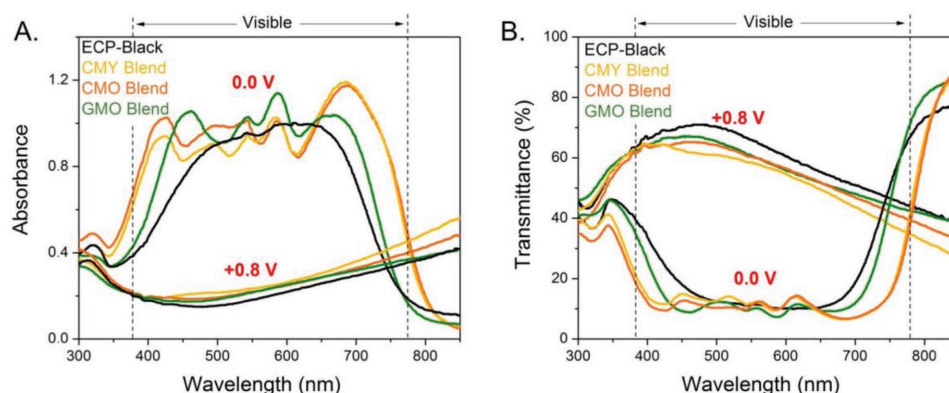 A.
Visible
ECP-Black
CMY Blend
CMO Blend
GMO Blend
0.0 V
+0.8 V
Absorbance
1.2
0.8
0.4
0.0
300 400 500 600 700 800
Wavelength (nm)
B.
Visible
ECP-Black
CMY Blend
CMO Blend
GMO Blend
+0.8 V
0.0 V
Transmittance (%)
100
80
60
40
20
0
300 400 500 600 700 800
Wavelength (nm)